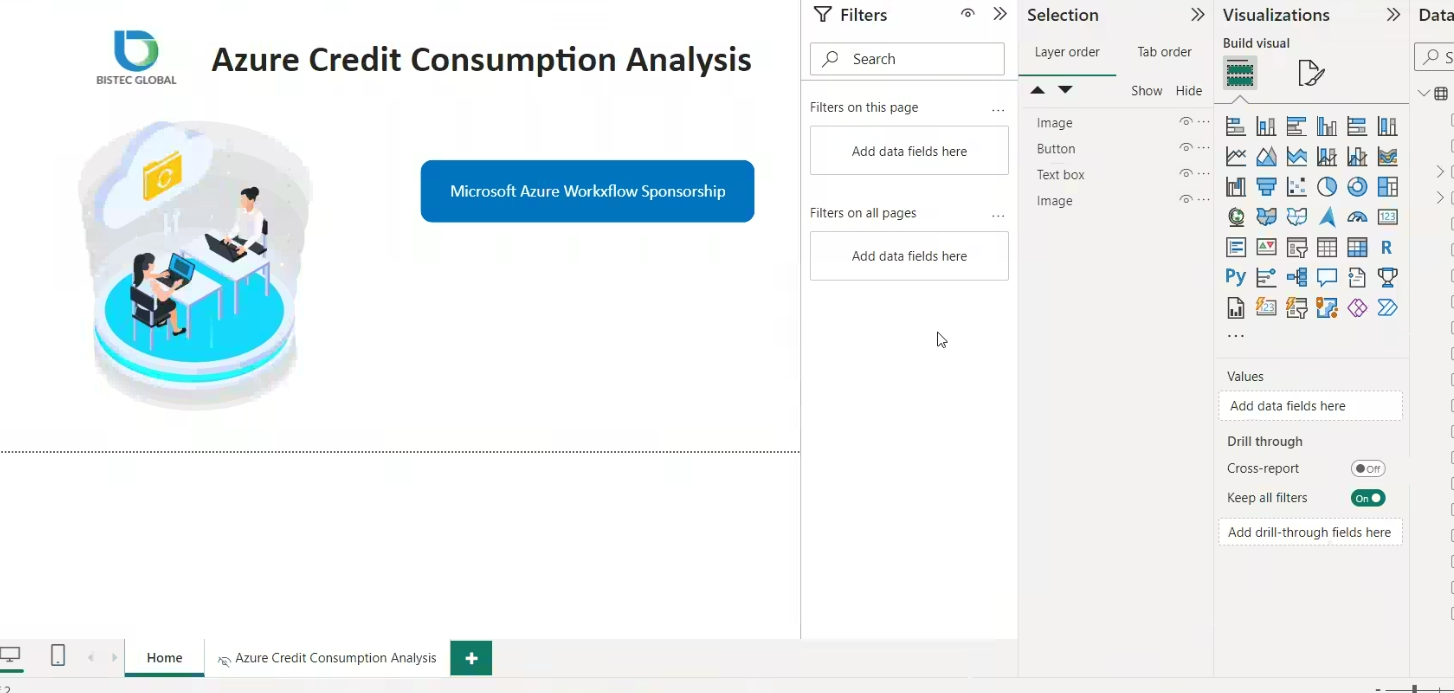 BISTEC GLOBAL
Azure Credit Consumption Analysis
Microsoft Azure Workxflow Sponsorship
Filters
Search
Filters on this page
...
Add data fields here
Filters on all pages
...
Add data fields here
Selection
Layer order
Tab order
Show
Hide
Image
...
Button
...
Text box
...
Image
...
Visualizations
Build visual
123
R
Py
123
...
Values
Add data fields here
Drill through
Cross-report
Off
Keep all filters
On
Add drill-through fields here
Data
S
Home
Azure Credit Consumption Analysis
+
2
-